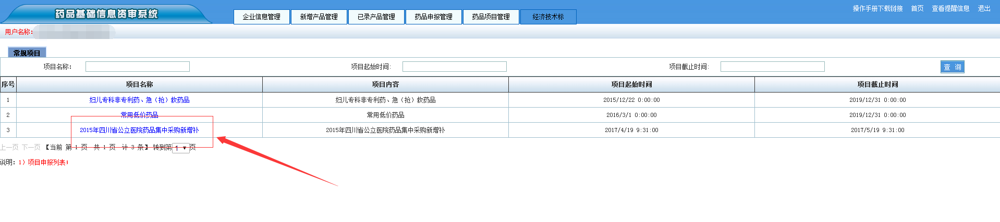 药品基础信息资审系统
企业信息管理 新增产品管理 已录产品管理 药品申报管理 药品项目管理 经济技术标
操作手册下载链接 首页 查看提醒信息 退出
用户名称:
常规项目
项目名称: 项目起始时间: 项目截止时间: 查 询
序号 项目名称 项目内容 项目起始时间 项目截止时间
1 妇儿专科非专利药、急（抢）救药品 妇儿专科非专利药、急（抢）救药品 2015/12/22 0:00:00 2019/12/31 0:00:00
2 常用低价药品 常用低价药品 2016/3/1 0:00:00 2019/12/31 0:00:00
3 2015年四川省公立医院药品集中采购新增补 2015年四川省公立医院药品集中采购新增补 2017/4/19 9:31:00 2017/5/19 9:31:00
上一页 下一页 【当前 第 1 页 共 1 页 计 3 条】 转到第 1 页
说明: 1) 项目申报列表;